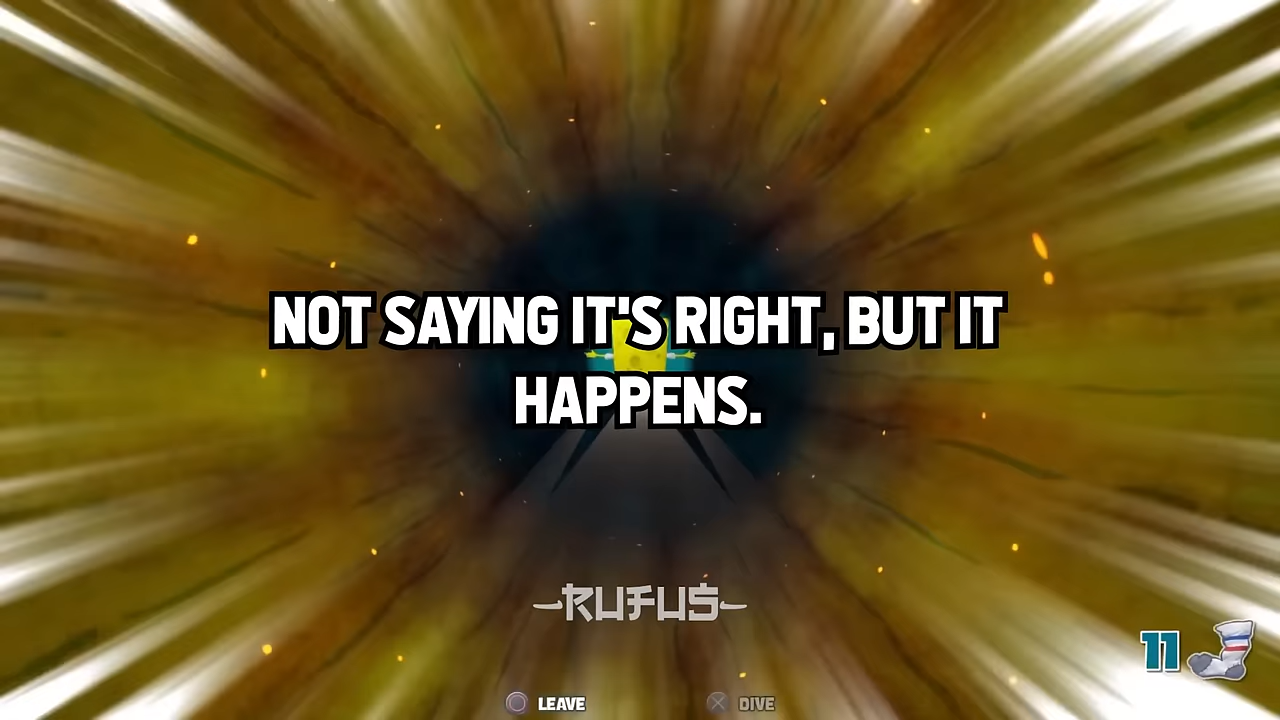 NOT SAYING IT'S RIGHT, BUT IT
HAPPENS.
-RUFUS-
11
LEAVE
DIVE